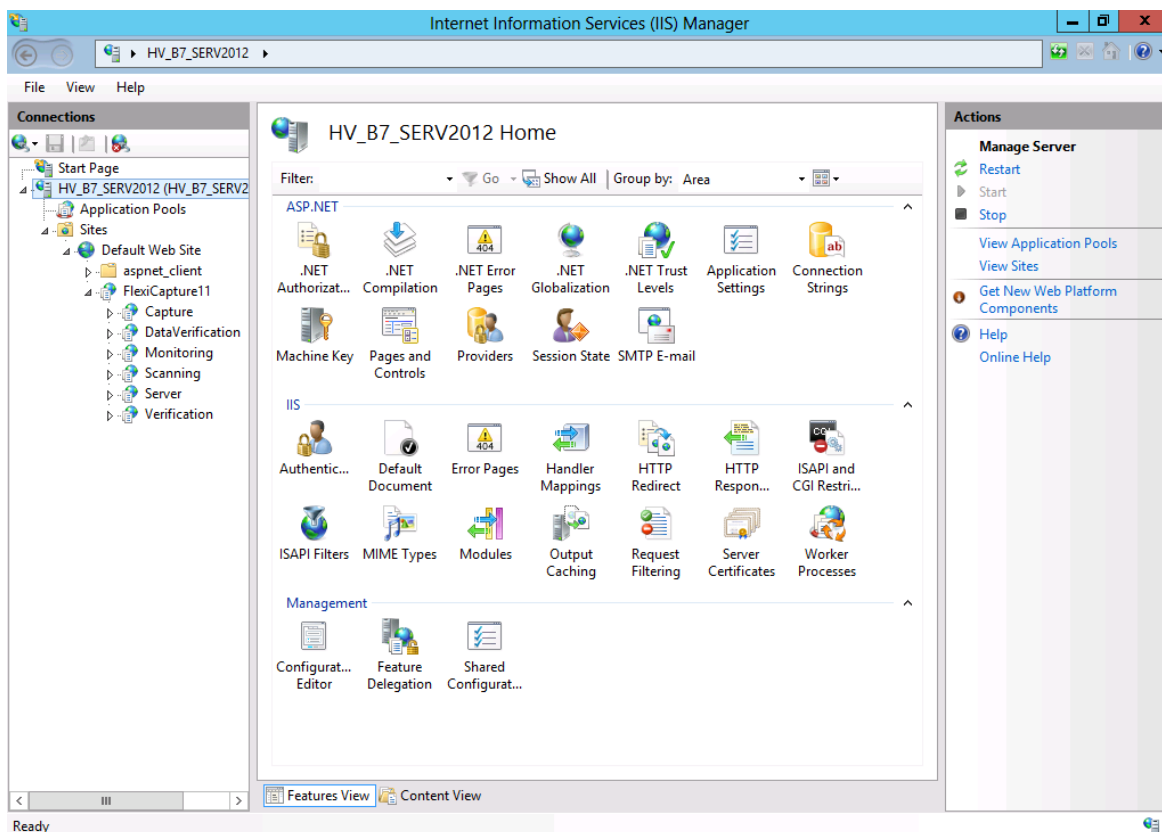 Internet Information Services (IIS) Manager
HV_B7_SERV2012
File View Help
Connections
Start Page
HV_B7_SERV2012 (HV_B7_SERV2
Application Pools
Sites
Default Web Site
aspnet_client
FlexiCapture11
Capture
DataVerification
Monitoring
Scanning
Server
Verification
HV_B7_SERV2012 Home
Filter: Go Show All Group by: Area
ASP.NET
.NET Authorizat...
.NET Compilation
.NET Error Pages
.NET Globalization
.NET Trust Levels
Application Settings
Connection Strings
Machine Key
Pages and Controls
Providers
Session State
SMTP E-mail
IIS
Authentic...
Default Document
Error Pages
Handler Mappings
HTTP Redirect
HTTP Respon...
ISAPI and CGI Restri...
ISAPI Filters
MIME Types
Modules
Output Caching
Request Filtering
Server Certificates
Worker Processes
Management
Configurat... Editor
Feature Delegation
Shared Configurat...
Features View Content View
Actions
Manage Server
Restart
Start
Stop
View Application Pools
View Sites
Get New Web Platform
Components
Help
Online Help
Ready